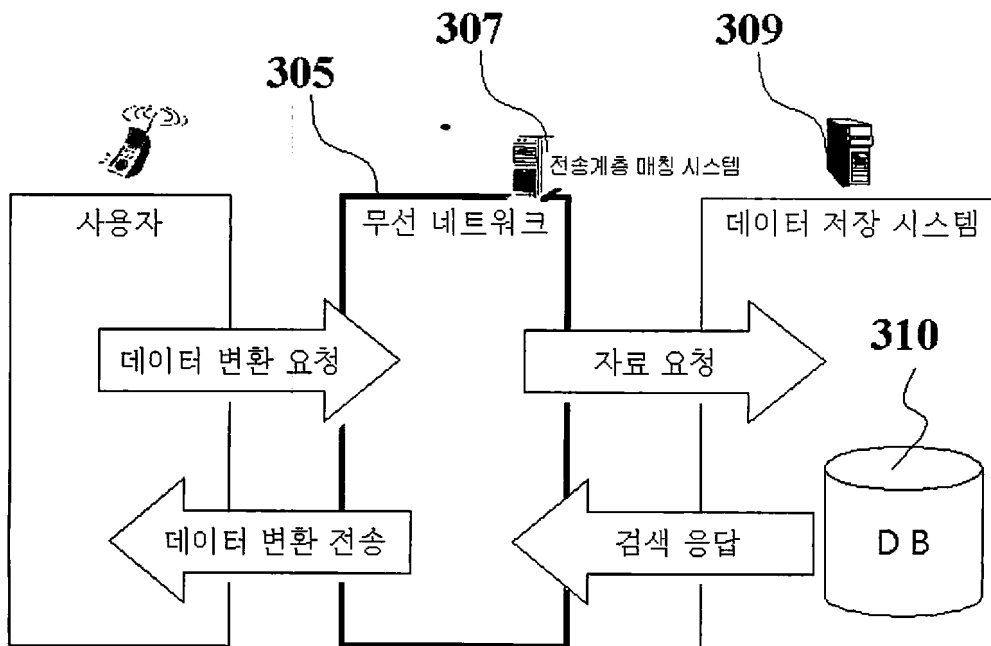 307
309
305
전송계층 매칭 시스템
사용자
무선 네트워크
데이터 저장 시스템
310
데이터 변환 요청
자료 요청
데이터 변환 전송
검색 응답
D B